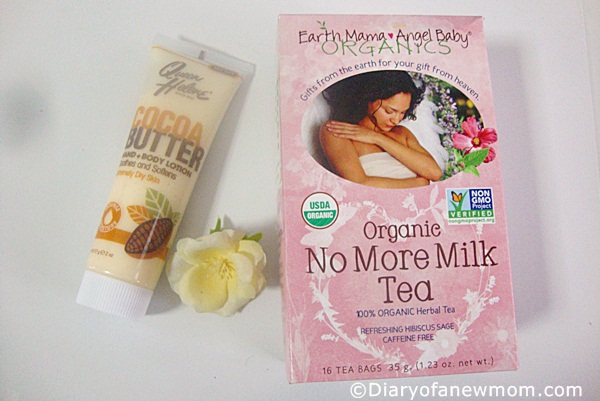 Queen
Helene
COCOA
BUTTER
HAND + BODY LOTION
Soothes and Softens
Extremely Dry Skin
Earth Mama Angel Baby®
ORGANICS
Gifts from the earth for your gift from heaven.
USDA
ORGANIC
NON
GMO
Project
VERIFIED
nongmoproject.org
Organic
No More Milk
Tea
100% ORGANIC Herbal Tea
REFRESHING HIBISCUS SAGE
CAFFEINE FREE
16 TEA BAGS 35 g. (1.23 oz. net wt.)
©Diaryofanewmom.com